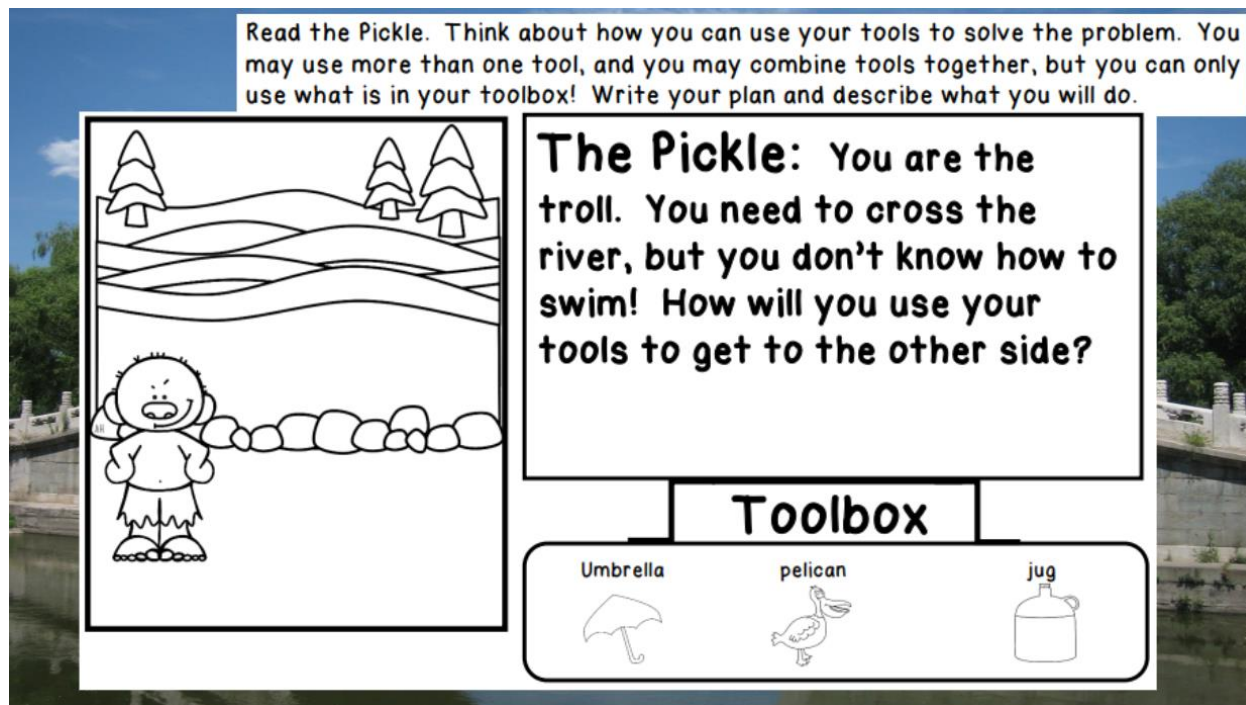 Read the Pickle. Think about how you can use your tools to solve the problem. You
may use more than one tool, and you may combine tools together, but you can only
use what is in your toolbox! Write your plan and describe what you will do.
The Pickle: You are the
troll. You need to cross the
river, but you don't know how to
swim! How will you use your
tools to get to the other side?
AH
Toolbox
Umbrella pelican jug